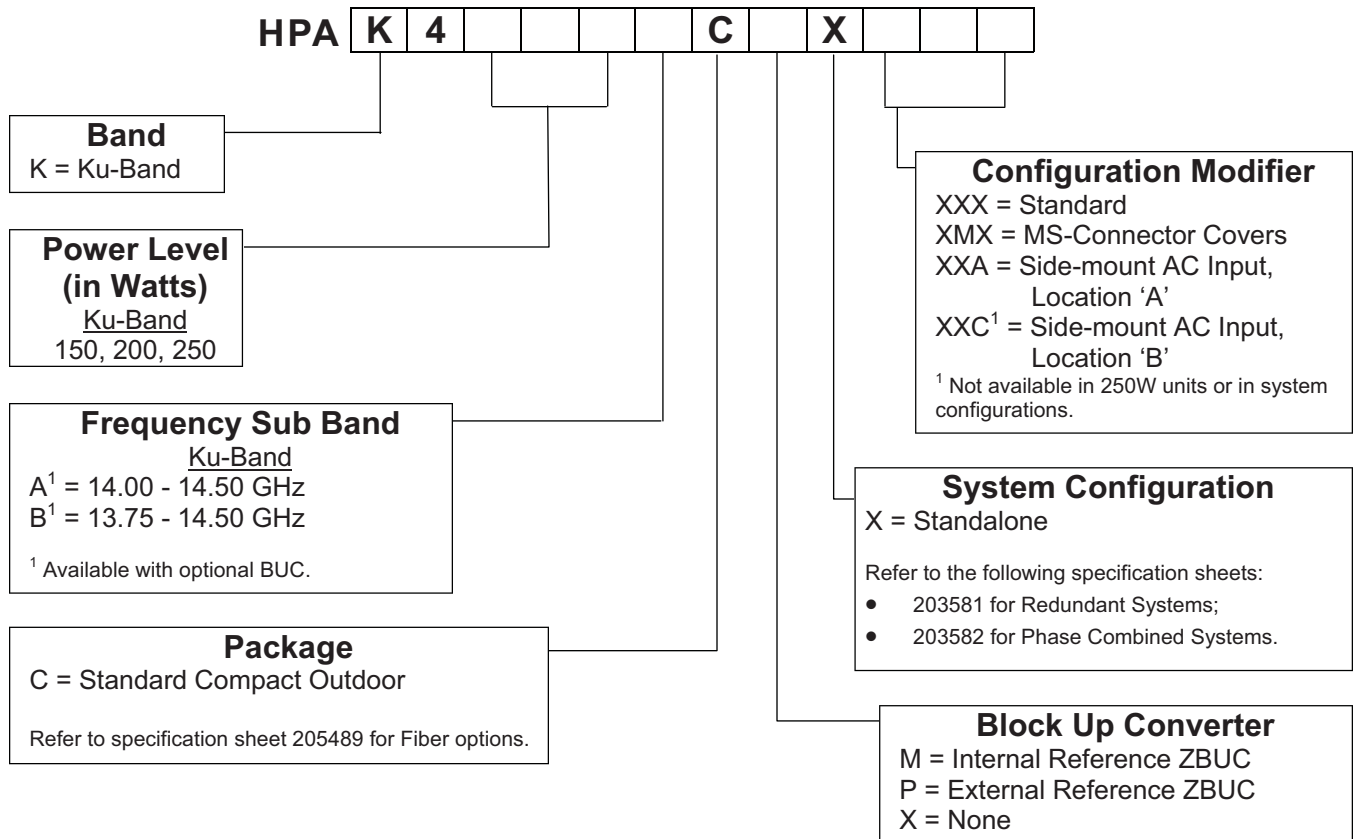 HPA K 4 C X
Band
K = Ku-Band
Power Level
(in Watts)
Ku-Band
150, 200, 250
Frequency Sub Band
Ku-Band
A¹ = 14.00 - 14.50 GHz
B¹ = 13.75 - 14.50 GHz
¹ Available with optional BUC.
Package
C = Standard Compact Outdoor
Refer to specification sheet 205489 for Fiber options.
Configuration Modifier
XXX = Standard
XMX = MS-Connector Covers
XXA = Side-mount AC Input,
Location ‘A’
XXC¹ = Side-mount AC Input,
Location ‘B’
¹ Not available in 250W units or in system
configurations.
System Configuration
X = Standalone
Refer to the following specification sheets:
• 203581 for Redundant Systems;
• 203582 for Phase Combined Systems.
Block Up Converter
M = Internal Reference ZBUC
P = External Reference ZBUC
X = None